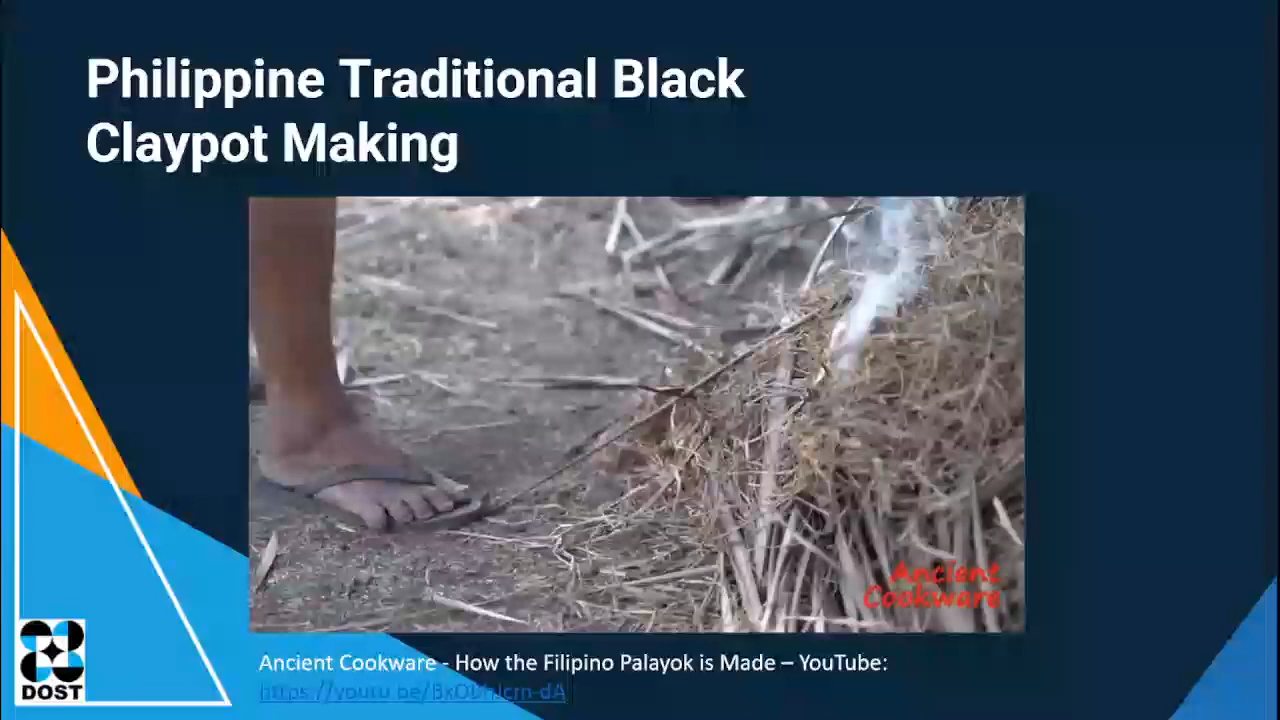 Philippine Traditional Black
Claypot Making
Ancient
Cookware
Ancient Cookware - How the Filipino Palayok is Made – YouTube:
DOST